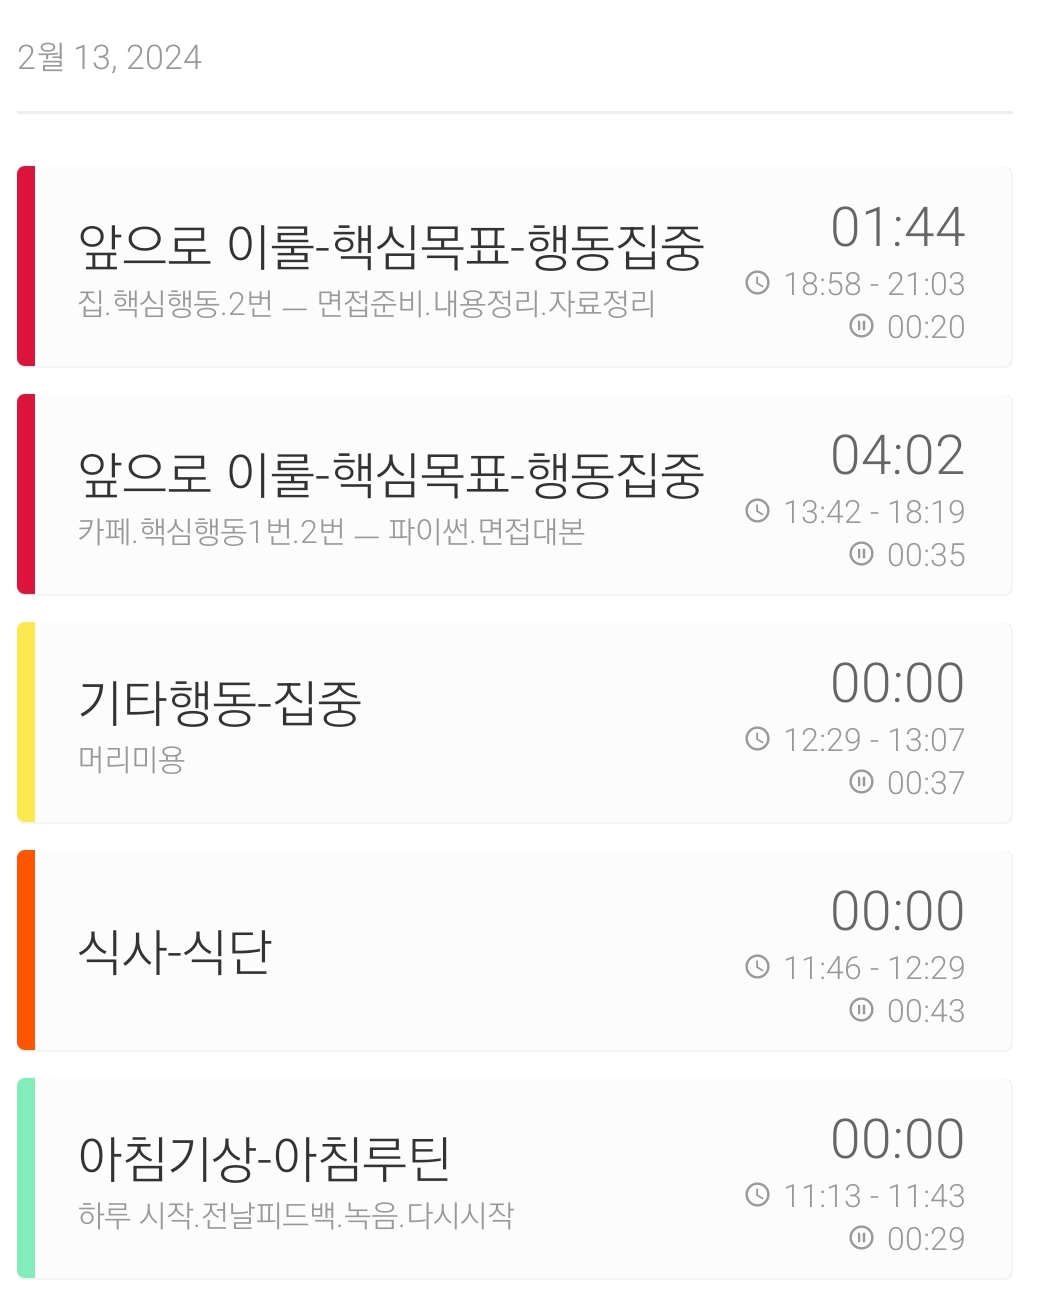 2월 13, 2024
앞으로 이룰-핵심목표-행동집중
집.핵심행동.2번 — 면접준비.내용정리.자료정리
01:44
18:58 - 21:03
00:20
앞으로 이룰-핵심목표-행동집중
카페.핵심행동1번.2번 — 파이썬.면접대본
04:02
13:42 - 18:19
00:35
기타행동-집중
머리미용
00:00
12:29 - 13:07
00:37
식사-식단
00:00
11:46 - 12:29
00:43
아침기상-아침루틴
하루 시작.전날피드백.녹음.다시시작
00:00
11:13 - 11:43
00:29